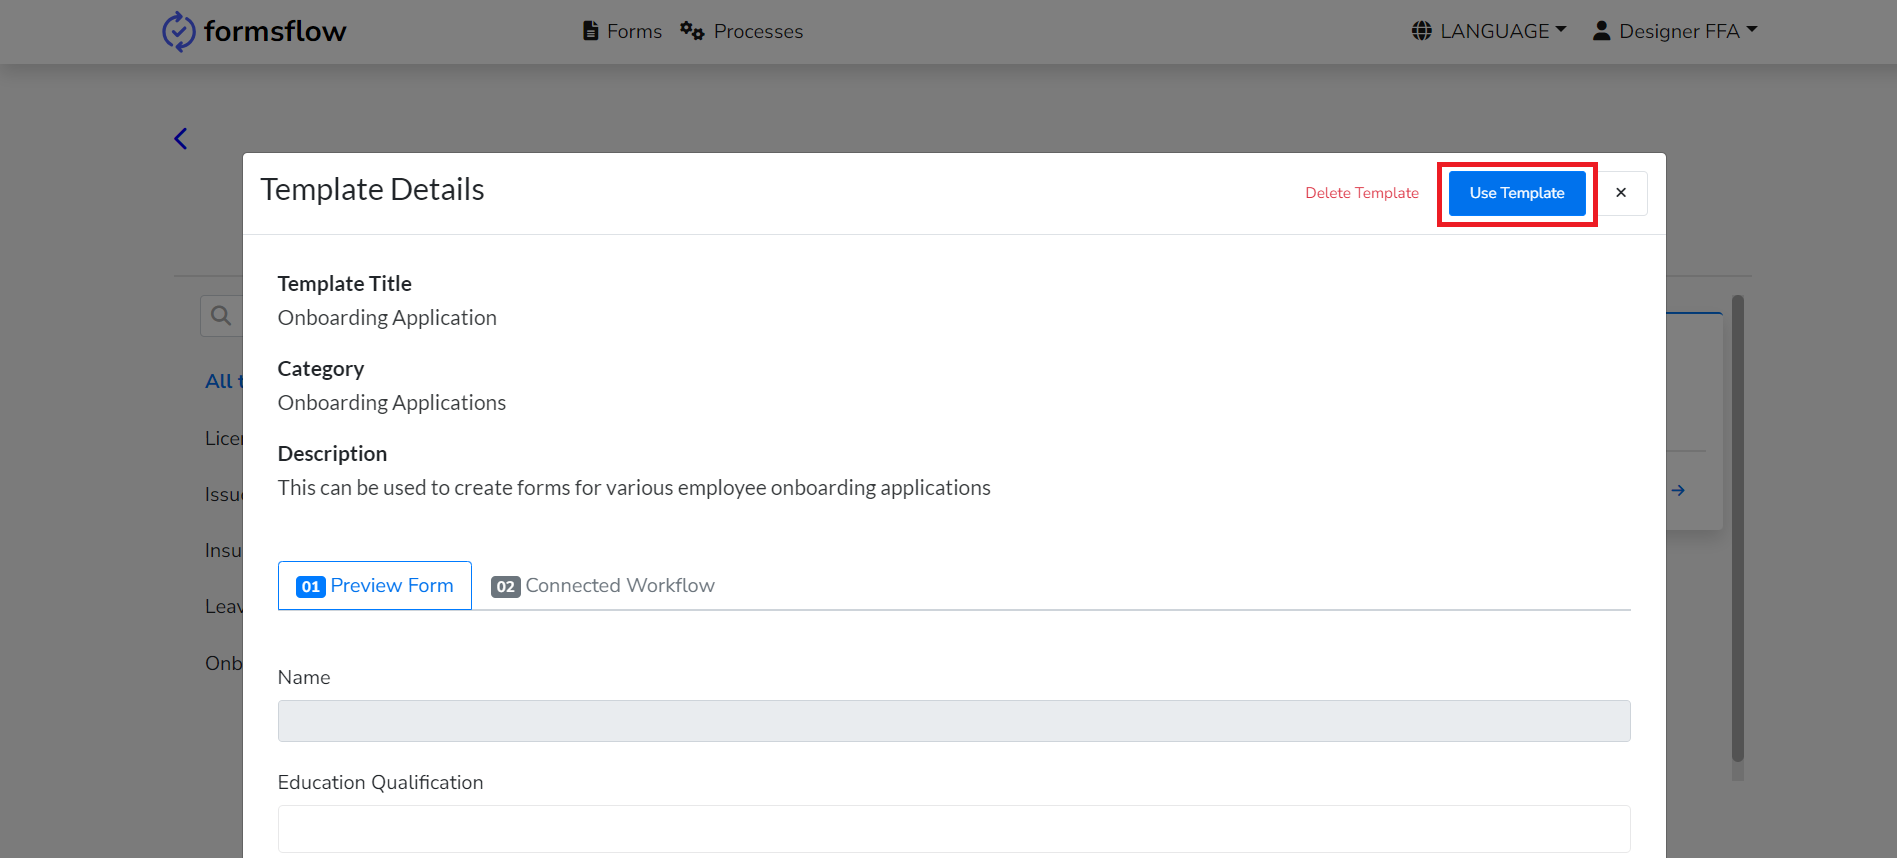 formsflow
Forms
Processes
LANGUAGE
Designer FFA
Template Details
Delete Template
Use Template
×
Template Title
Onboarding Application
Category
Onboarding Applications
Description
This can be used to create forms for various employee onboarding applications
All t
Licen
Issu
Insu
Leav
Onb
01 Preview Form
02 Connected Workflow
Name
Education Qualification